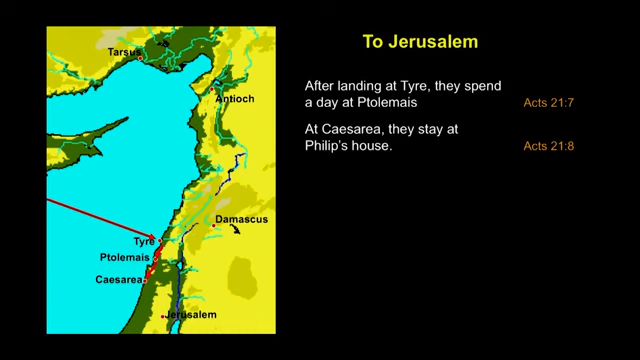 To Jerusalem
Tarsus
Antioch
Damascus
Tyre
Ptolemais
Caesarea
Jerusalem
After landing at Tyre, they spend
a day at Ptolemais Acts 21:7
At Caesarea, they stay at
Philip's house. Acts 21:8